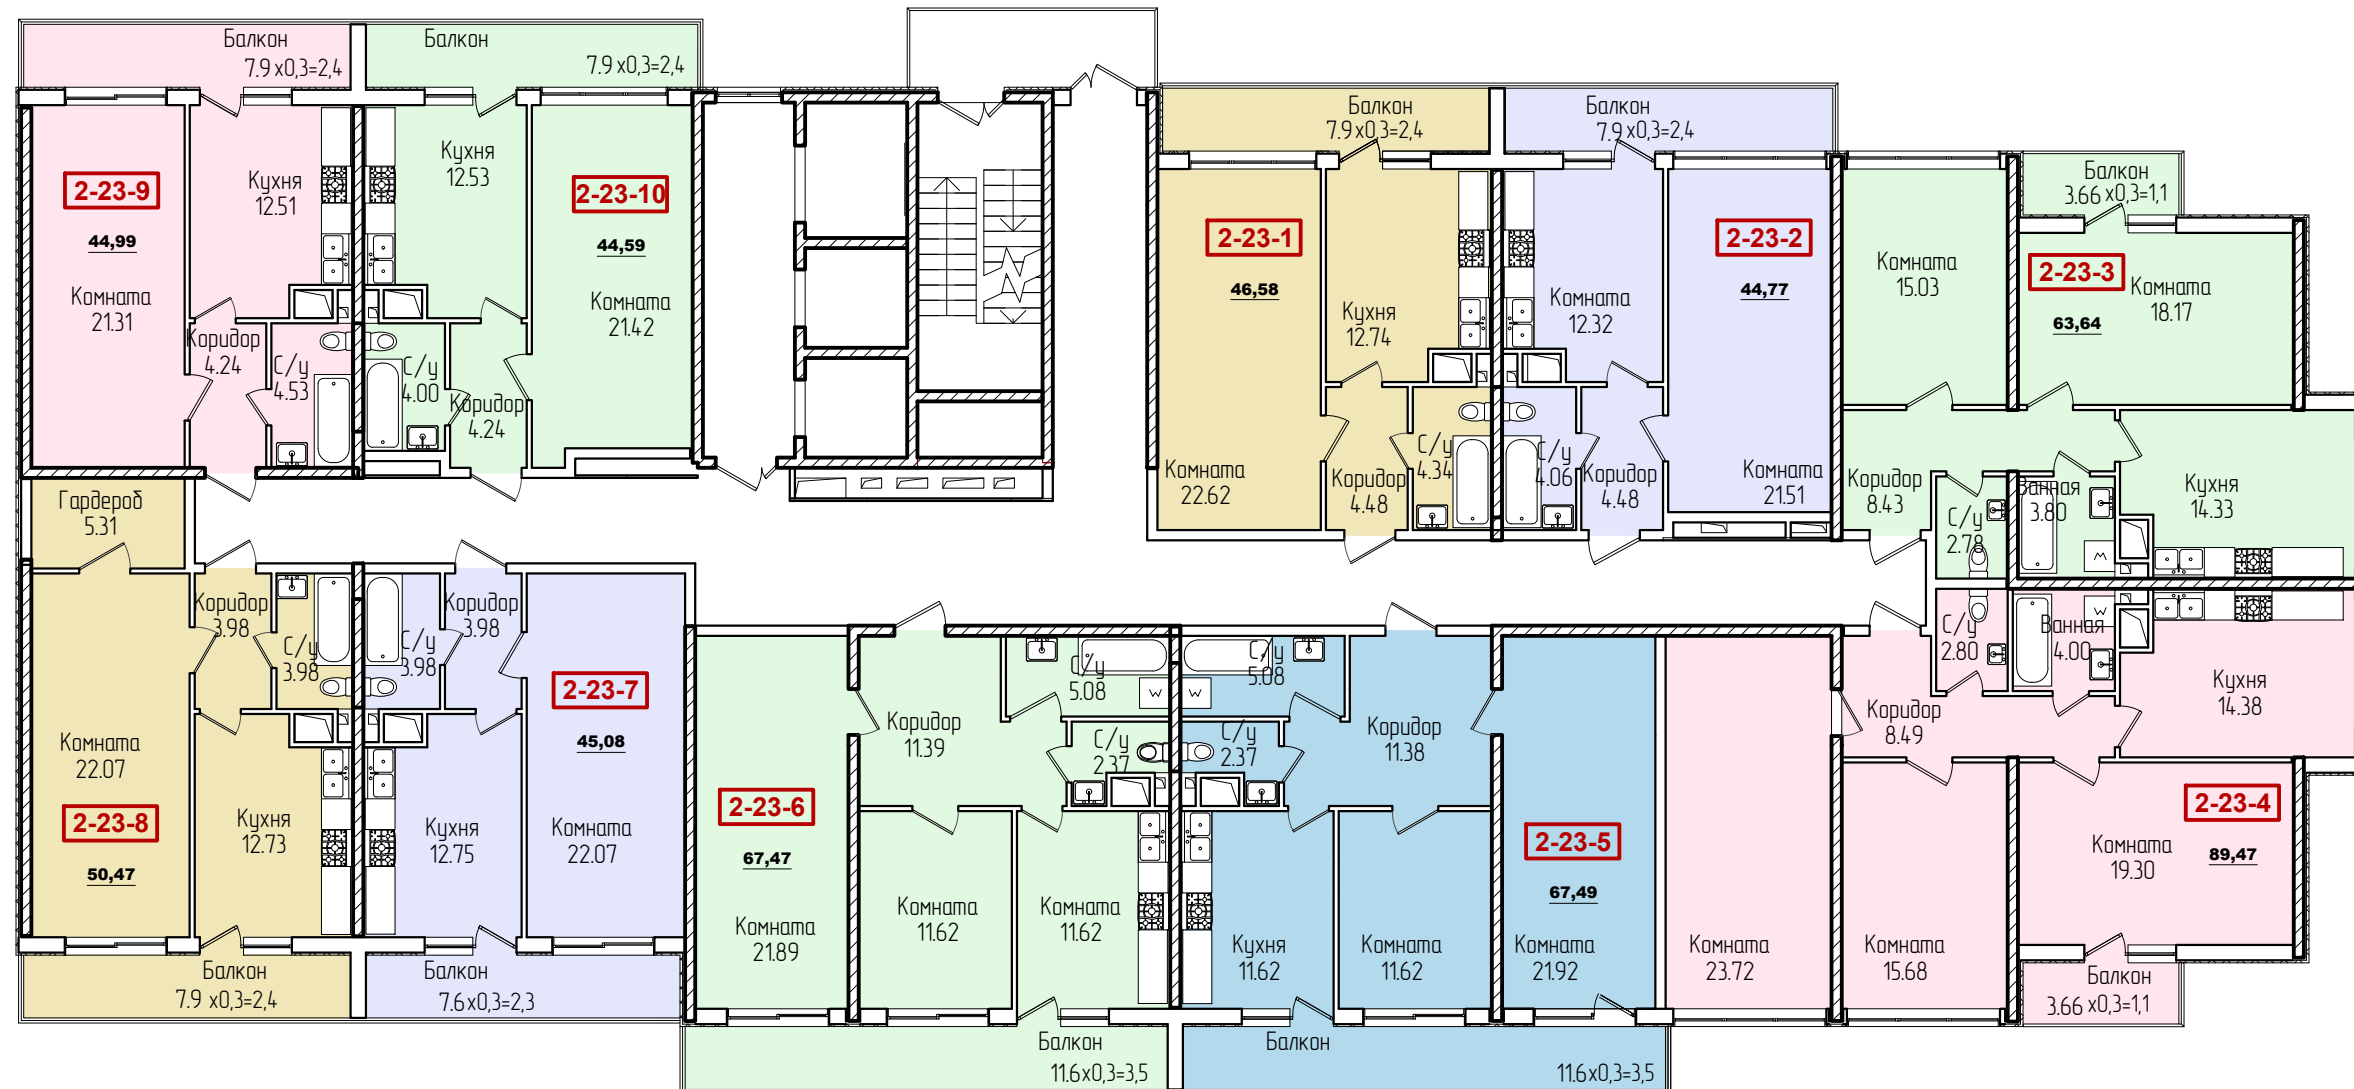 Балкон
7.9 x0,3=2,4
Балкон
7.9 x0,3=2,4
2-23-9
44,99
Комната
21.31
Кухня
12.51
Коридор
4.24
С/у
4.53
Кухня
12.53
2-23-10
44,59
Комната
21.42
С/у
4.00
Коридор
4.24
Балкон
7.9 x0,3=2,4
Балкон
7.9 x0,3=2,4
2-23-1
46,58
Кухня
12.74
Комната
22.62
Коридор
4.48
С/у
4.34
2-23-2
44,77
Комната
12.32
С/у
4.06
Коридор
4.48
Комната
21.51
Балкон
3.66 x0,3=1,1
Комната
15.03
2-23-3
63,64
Комната
18.17
Коридор
8.43
С/у
2.78
Ванная
3.80
Кухня
14.33
M
Гардероб
5.31
Коридор
3.98
С/у
3.98
Комната
22.07
2-23-8
50,47
Кухня
12.73
Балкон
7.9 x0,3=2,4
С/у
3.98
Коридор
3.98
2-23-7
45,08
Кухня
12.75
Комната
22.07
Балкон
7.6x0,3=2,3
2-23-6
67,47
Комната
21.89
Коридор
11.39
С/у
5.08
W
С/у
2.37
Комната
11.62
Комната
11.62
Балкон
11.6x0,3=3,5
С/у
5.08
W
С/у
2.37
Коридор
11.38
Кухня
11.62
Комната
11.62
2-23-5
67,49
Комната
21.92
Балкон
11.6x0,3=3,5
С/у
2.80
Ванная
4.00
W
Кухня
14.38
Коридор
8.49
2-23-4
89,47
Комната
19.30
Комната
23.72
Комната
15.68
Балкон
3.66 x0,3=1,1